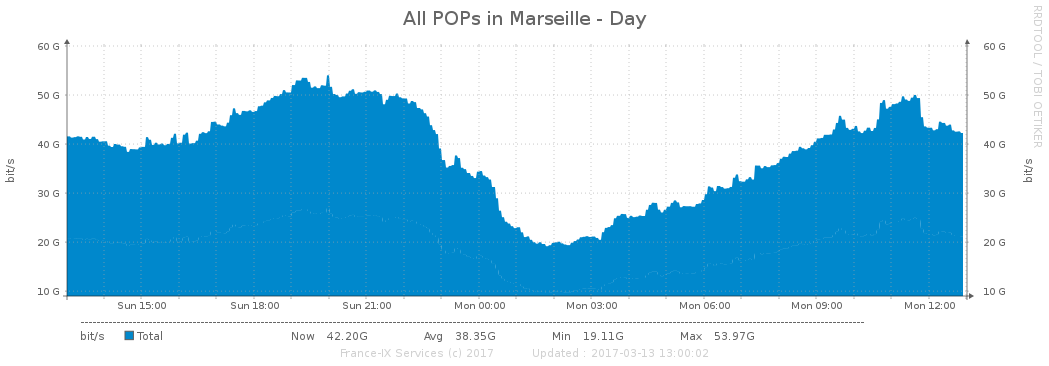 All POPs in Marseille - Day
RRDTOOL / TOBI OETIKER
60 G 60 G
50 G 50 G
40 G 40 G
30 G 30 G
20 G 20 G
10 G 10 G
bit/s
bit/s
Sun 15:00 Sun 18:00 Sun 21:00 Mon 00:00 Mon 03:00 Mon 06:00 Mon 09:00 Mon 12:00
bit/s Total Now 42.20G Avg 38.35G Min 19.11G Max 53.97G
France-IX Services (c) 2017 Updated : 2017-03-13 13:00:02